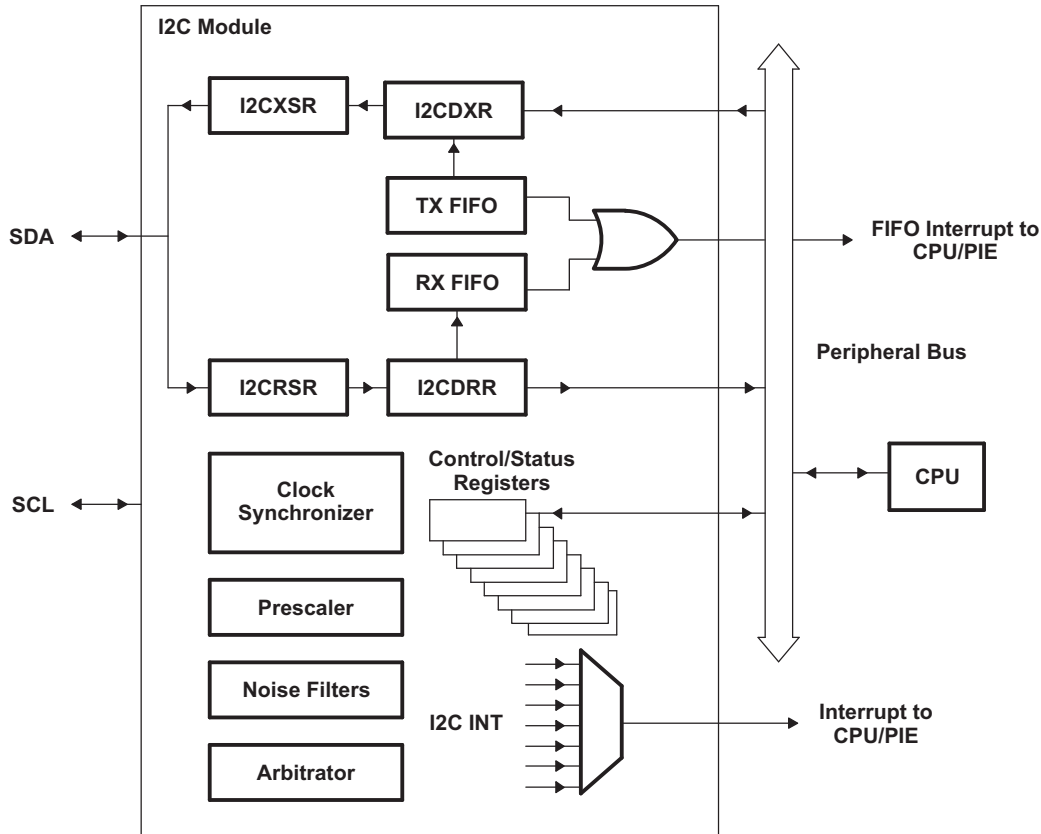 I2C Module
I2CXSR
I2CDXR
TX FIFO
SDA
FIFO Interrupt to
CPU/PIE
RX FIFO
Peripheral Bus
I2CRSR
I2CDRR
Control/Status
Registers
CPU
Clock
Synchronizer
SCL
Prescaler
Noise Filters
I2C INT
Interrupt to
CPU/PIE
Arbitrator